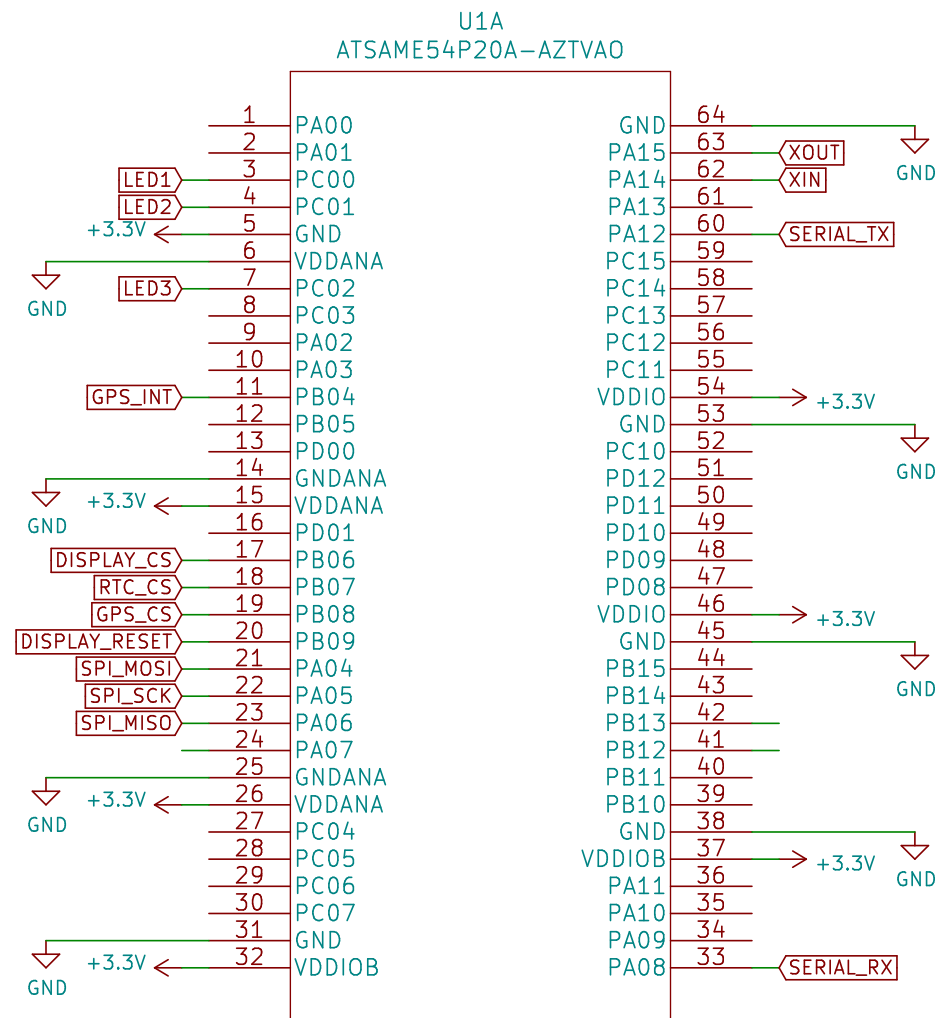 U1A
ATSAME54P20A-AZTVAO
1 PA00 GND 64
2 PA01 PA15 63 XOUT GND
LED1 3 PC00 PA14 62 XIN
LED2 4 PC01 PA13 61
+3.3V 5 GND PA12 60 SERIAL_TX
6 VDDANA PC15 59
LED3 7 PC02 PC14 58
GND 8 PC03 PC13 57
9 PA02 PC12 56
10 PA03 PC11 55
GPS_INT 11 PB04 VDDIO 54 +3.3V
12 PB05 GND 53
13 PD00 PC10 52 GND
14 GNDANA PD12 51
+3.3V 15 VDDANA PD11 50
GND 16 PD01 PD10 49
DISPLAY_CS 17 PB06 PD09 48
RTC_CS 18 PB07 PD08 47
GPS_CS 19 PB08 VDDIO 46 +3.3V
DISPLAY_RESET 20 PB09 GND 45
SPI_MOSI 21 PA04 PB15 44 GND
SPI_SCK 22 PA05 PB14 43
SPI_MISO 23 PA06 PB13 42
24 PA07 PB12 41
25 GNDANA PB11 40
+3.3V 26 VDDANA PB10 39
GND 27 PC04 GND 38
28 PC05 VDDIOB 37 +3.3V
29 PC06 PA11 36 GND
30 PC07 PA10 35
31 GND PA09 34
+3.3V 32 VDDIOB PA08 33 SERIAL_RX
GND